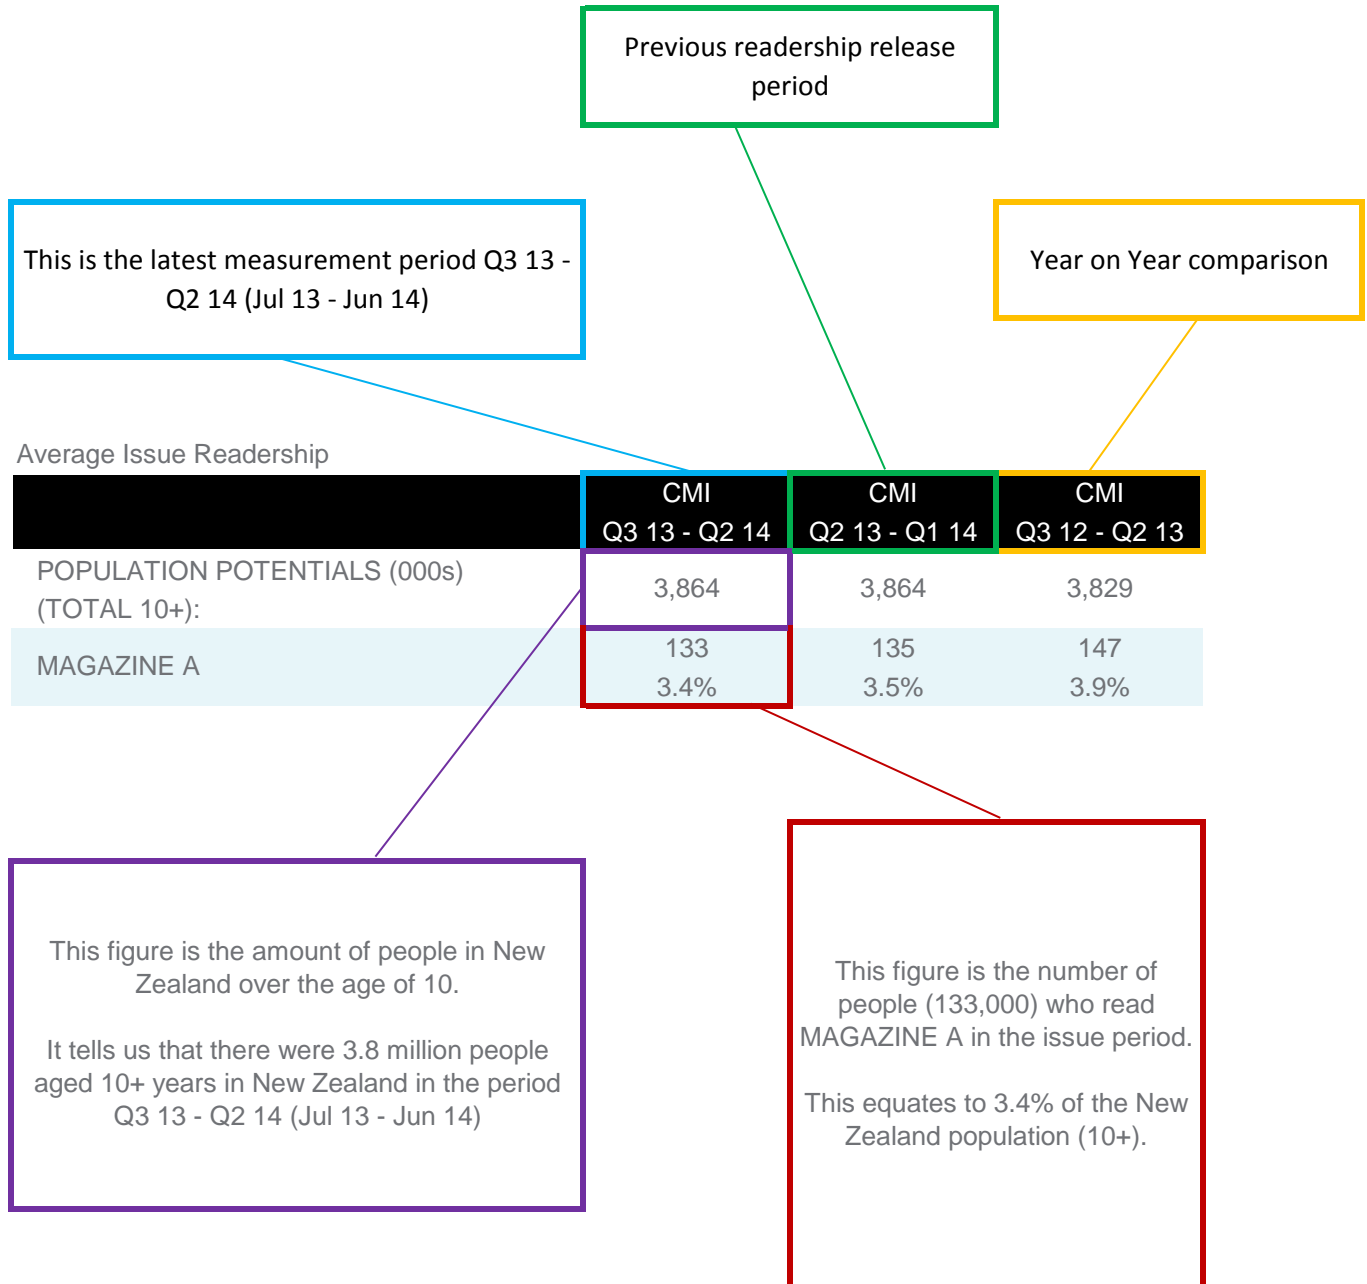 Previous readership release
period
This is the latest measurement period Q3 13 -
Q2 14 (Jul 13 - Jun 14)
Year on Year comparison
Average Issue Readership
CMI CMI CMI
Q3 13 - Q2 14 Q2 13 - Q1 14 Q3 12 - Q2 13
POPULATION POTENTIALS (000s)
(TOTAL 10+):
3,864 3,864 3,829
MAGAZINE A
133 135 147
3.4% 3.5% 3.9%
This figure is the amount of people in New
Zealand over the age of 10.
It tells us that there were 3.8 million people
aged 10+ years in New Zealand in the period
Q3 13 - Q2 14 (Jul 13 - Jun 14)
This figure is the number of
people (133,000) who read
MAGAZINE A in the issue period.
This equates to 3.4% of the New
Zealand population (10+).